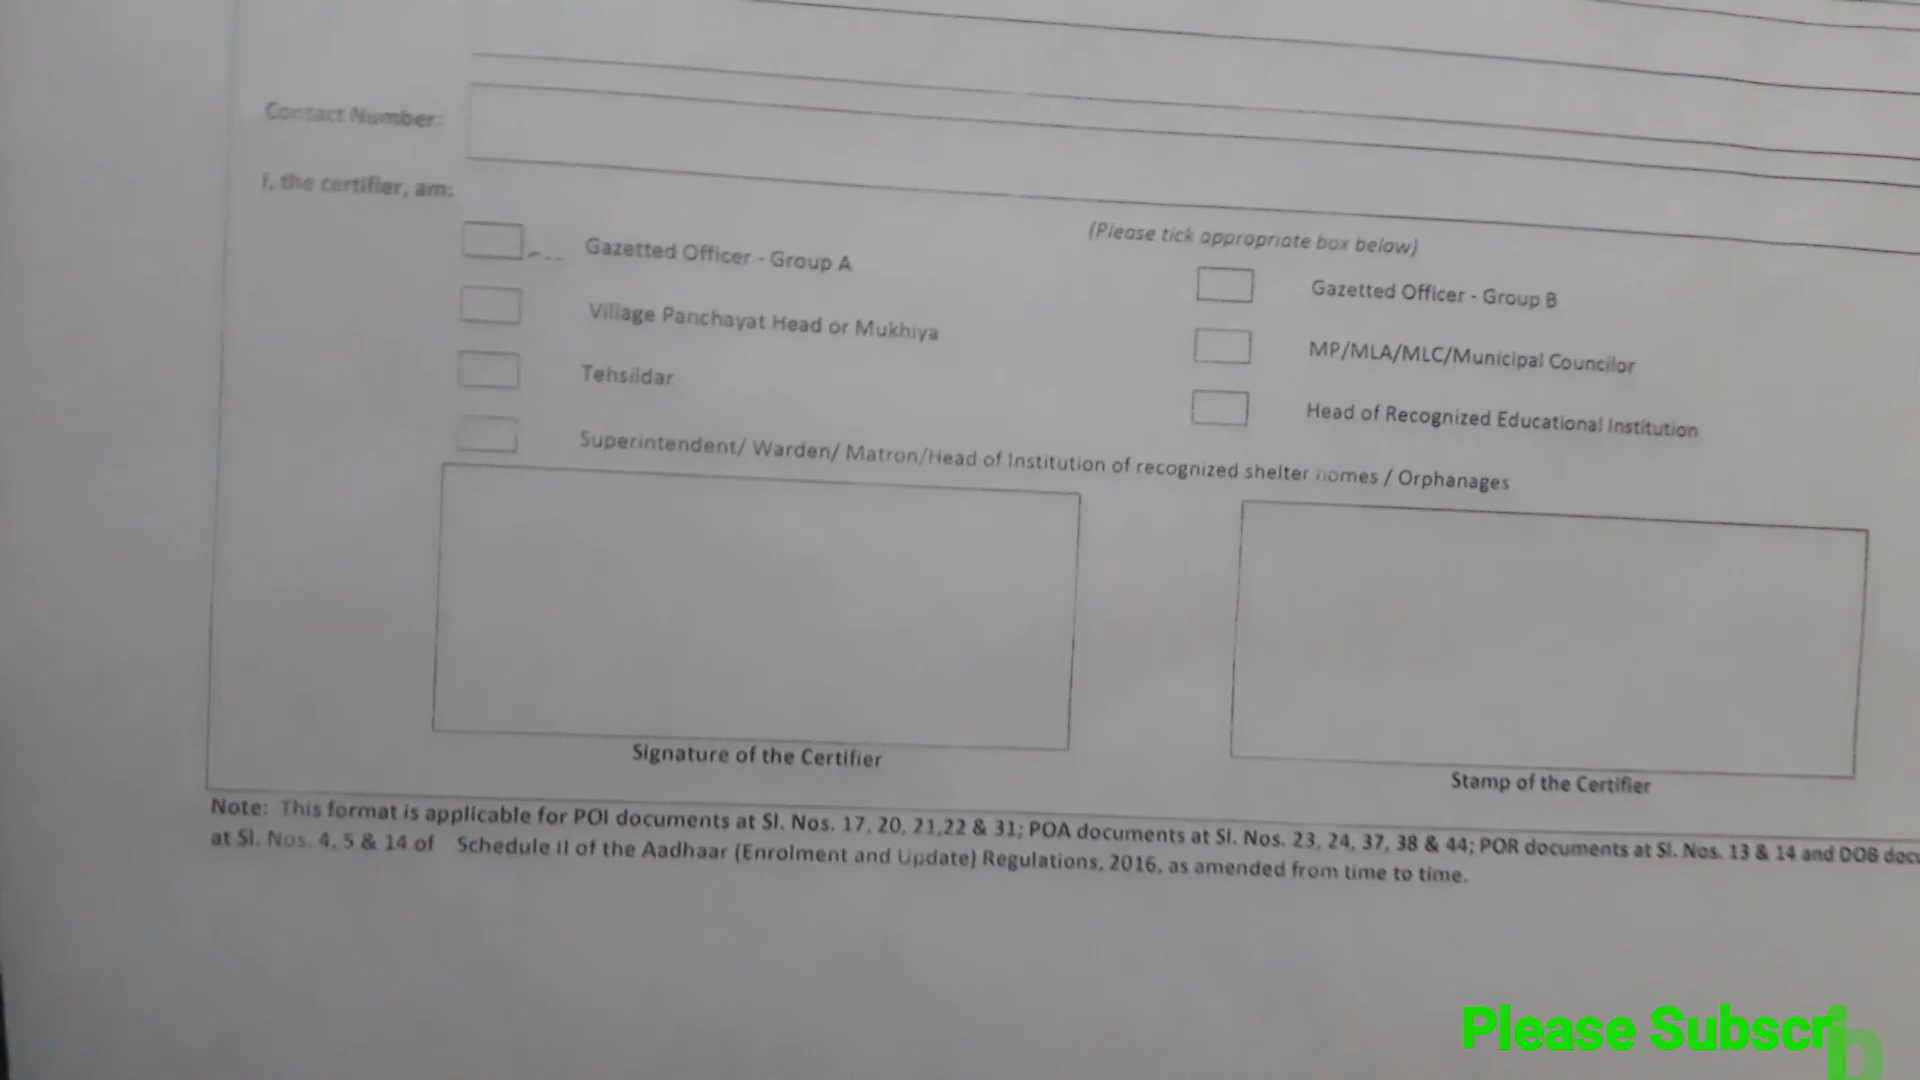 Contact Number:
I, the certifier, am:
(Please tick appropriate box below)
Gazetted Officer - Group A
Gazetted Officer - Group B
Village Panchayat Head or Mukhiya
MP/MLA/MLC/Municipal Councilor
Tehsildar
Head of Recognized Educational Institution
Superintendent/ Warden/ Matron/Head of Institution of recognized shelter homes / Orphanages
Signature of the Certifier
Stamp of the Certifier
Note: This format is applicable for POI documents at Sl. Nos. 17, 20, 21,22 & 31; POA documents at Sl. Nos. 23, 24, 37, 38 & 44; POR documents at Sl. Nos. 13 & 14 and DOB docu
at Sl. Nos. 4, 5 & 14 of Schedule II of the Aadhaar (Enrolment and Update) Regulations, 2016, as amended from time to time.
Please Subscrib